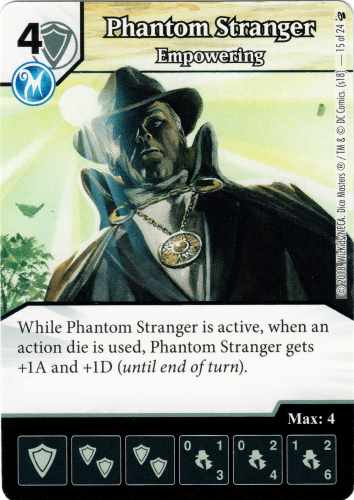 4
Phantom Stranger
Empowering
© 2018 WizKids/NECA. Dice Masters ® / TM & © DC Comics. (s18) — 15 of 24
While Phantom Stranger is active, when an
action die is used, Phantom Stranger gets
+1A and +1D (until end of turn).
Max: 4
0 1 3
0 2 4
1 2 6